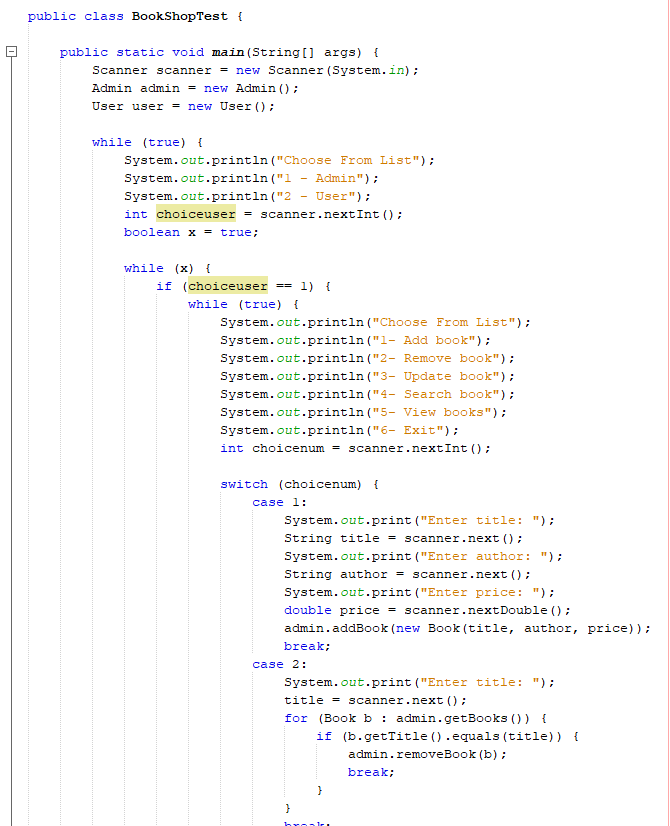 public class BookShopTest {
public static void main(String[] args) {
Scanner scanner = new Scanner(System.in);
Admin admin = new Admin();
User user = new User();
while (true) {
System.out.println("Choose From List");
System.out.println("1 - Admin");
System.out.println("2 - User");
int choiceuser = scanner.nextInt();
boolean x = true;
while (x) {
if (choiceuser == 1) {
while (true) {
System.out.println("Choose From List");
System.out.println("1- Add book");
System.out.println("2- Remove book");
System.out.println("3- Update book");
System.out.println("4- Search book");
System.out.println("5- View books");
System.out.println("6- Exit");
int choicenum = scanner.nextInt();
switch (choicenum) {
case 1:
System.out.print("Enter title: ");
String title = scanner.next();
System.out.print("Enter author: ");
String author = scanner.next();
System.out.print("Enter price: ");
double price = scanner.nextDouble();
admin.addBook(new Book(title, author, price));
break;
case 2:
System.out.print("Enter title: ");
title = scanner.next();
for (Book b : admin.getBooks()) {
if (b.getTitle().equals(title)) {
admin.removeBook(b);
break;
}
}
break;